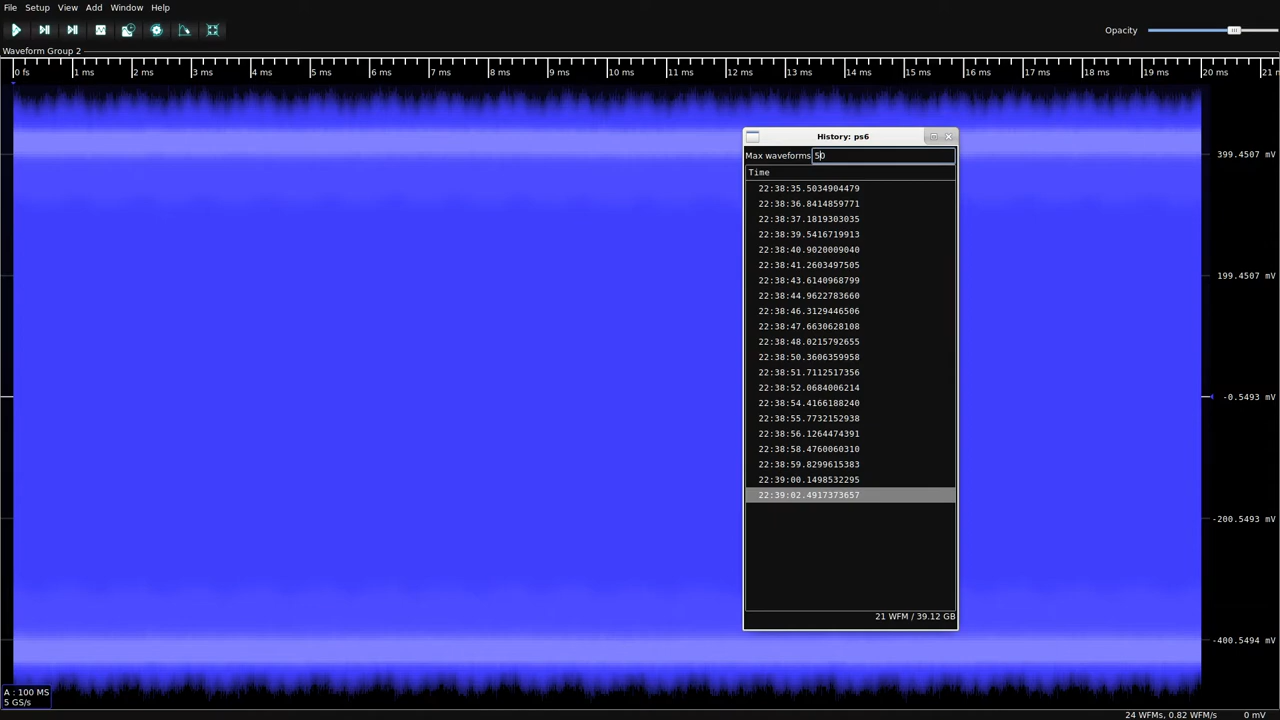 File Setup View Add Window Help
Opacity
Waveform Group 2
0 fs 1 ms 2 ms 3 ms 4 ms 5 ms 6 ms 7 ms 8 ms 9 ms 10 ms 11 ms 12 ms 13 ms 14 ms 15 ms 16 ms 17 ms 18 ms 19 ms 20 ms 21 m
History: ps6
Max waveforms 50
Time
22:38:35.5034904479
22:38:36.8414859771
22:38:37.1819303035
22:38:39.5416719913
22:38:40.9020009040
22:38:41.2603497505
22:38:43.6140968799
22:38:44.9622783660
22:38:46.3129446506
22:38:47.6630628108
22:38:48.0215792655
22:38:50.3606359958
22:38:51.7112517356
22:38:52.0684006214
22:38:54.4166188240
22:38:55.7732152938
22:38:56.1264474391
22:38:58.4760060310
22:38:59.8299615383
22:39:00.1498532295
22:39:02.4917373657
21 WFM / 39.12 GB
399.4507 mV
199.4507 mV
-0.5493 mV
-200.5493 mV
-400.5494 mV
A : 100 MS
5 GS/s
24 WFMs, 0.82 WFM/s 0 mV